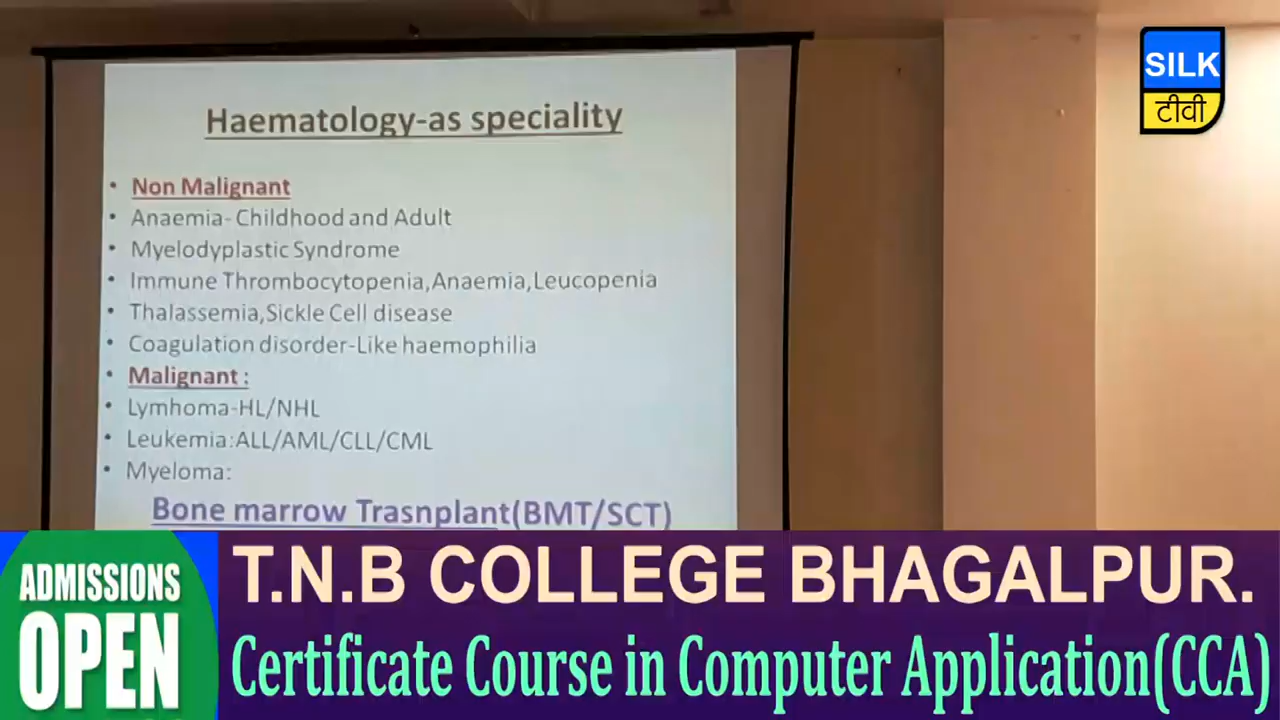 Haematology-as speciality
• Non Malignant
• Anaemia- Childhood and Adult
• Myelodyplastic Syndrome
• Immune Thrombocytopenia,Anaemia,Leucopenia
• Thalassemia,Sickle Cell disease
• Coagulation disorder-Like haemophilia
• Malignant :
• Lymhoma-HL/NHL
• Leukemia:ALL/AML/CLL/CML
• Myeloma:
Bone marrow Trasnplant(BMT/SCT)
SILK
टीवी
ADMISSIONS
OPEN
T.N.B COLLEGE BHAGALPUR.
Certificate Course in Computer Application(CCA)